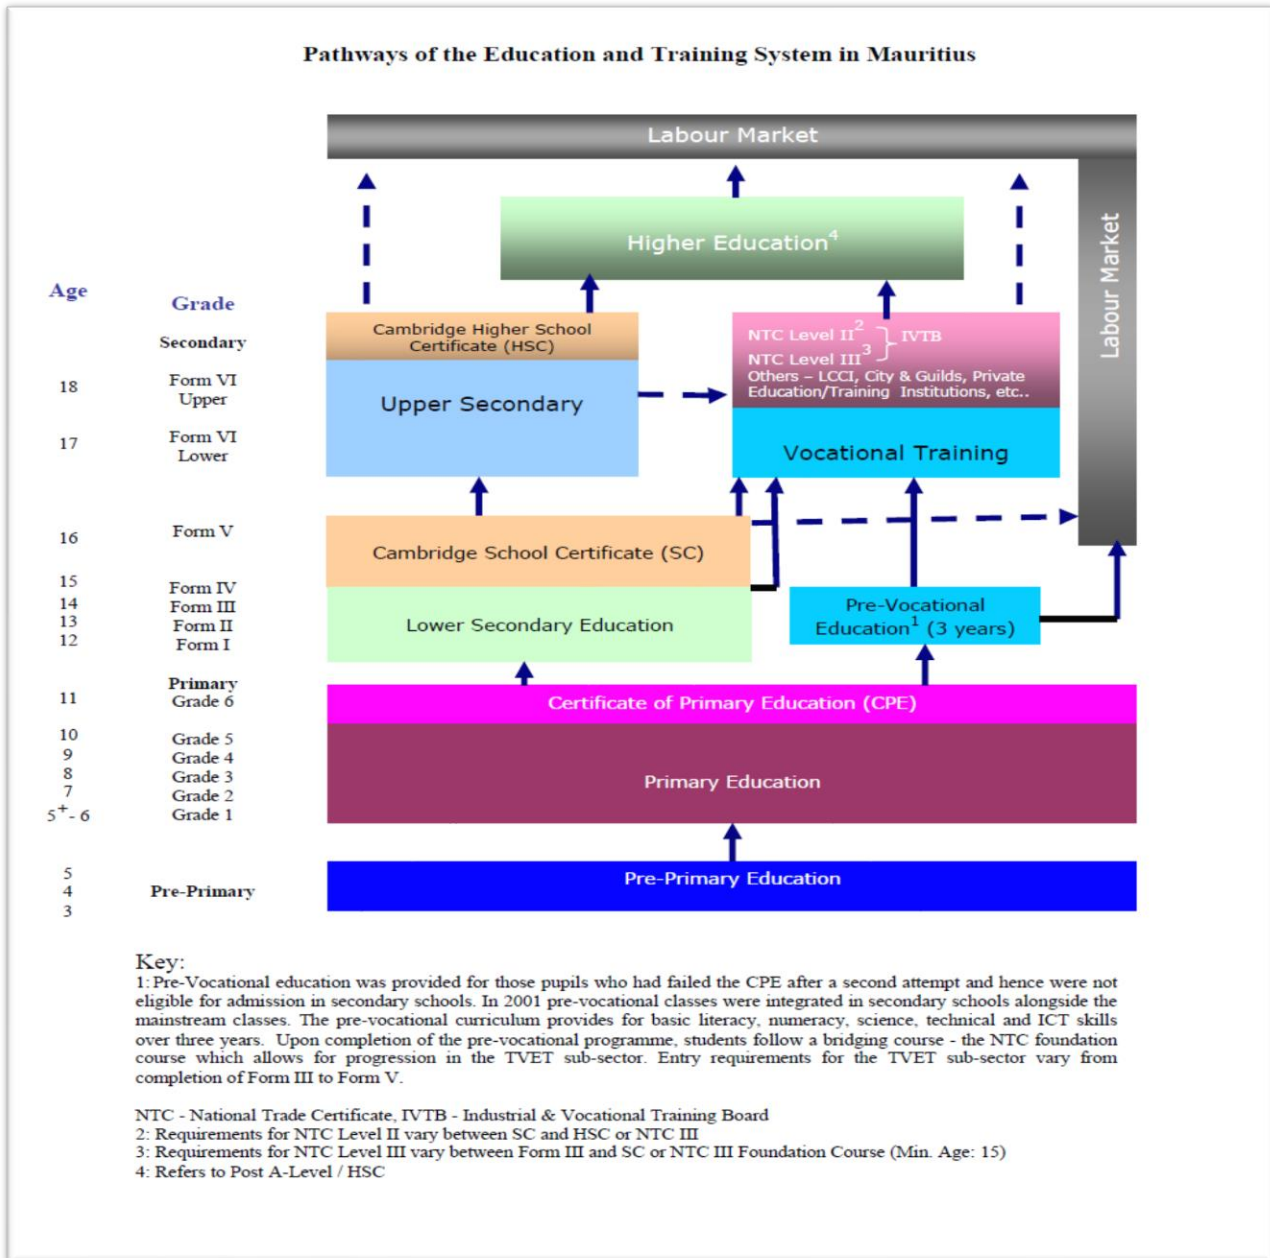 Pathways of the Education and Training System in Mauritius
Labour Market
Labour Market
Higher Education4
Age
Grade
Secondary
Cambridge Higher School
Certificate (HSC)
NTC Level II2
IVTB
NTC Level III3
Others – LCCI, City & Guilds, Private
Education/Training Institutions, etc..
18
Form VI
Upper
Upper Secondary
17
Form VI
Lower
Vocational Training
16
Form V
Cambridge School Certificate (SC)
15
Form IV
14
Form III
13
Form II
12
Form I
Lower Secondary Education
Pre-Vocational
Education1 (3 years)
Primary
11
Grade 6
Certificate of Primary Education (CPE)
10
Grade 5
9
Grade 4
8
Grade 3
7
Grade 2
5+- 6
Grade 1
Primary Education
5
4
3
Pre-Primary
Pre-Primary Education
Key:
1: Pre-Vocational education was provided for those pupils who had failed the CPE after a second attempt and hence were not
eligible for admission in secondary schools. In 2001 pre-vocational classes were integrated in secondary schools alongside the
mainstream classes. The pre-vocational curriculum provides for basic literacy, numeracy, science, technical and ICT skills
over three years. Upon completion of the pre-vocational programme, students follow a bridging course - the NTC foundation
course which allows for progression in the TVET sub-sector. Entry requirements for the TVET sub-sector vary from
completion of Form III to Form V.
NTC - National Trade Certificate, IVTB - Industrial & Vocational Training Board
2: Requirements for NTC Level II vary between SC and HSC or NTC III
3: Requirements for NTC Level III vary between Form III and SC or NTC III Foundation Course (Min. Age: 15)
4: Refers to Post A-Level / HSC